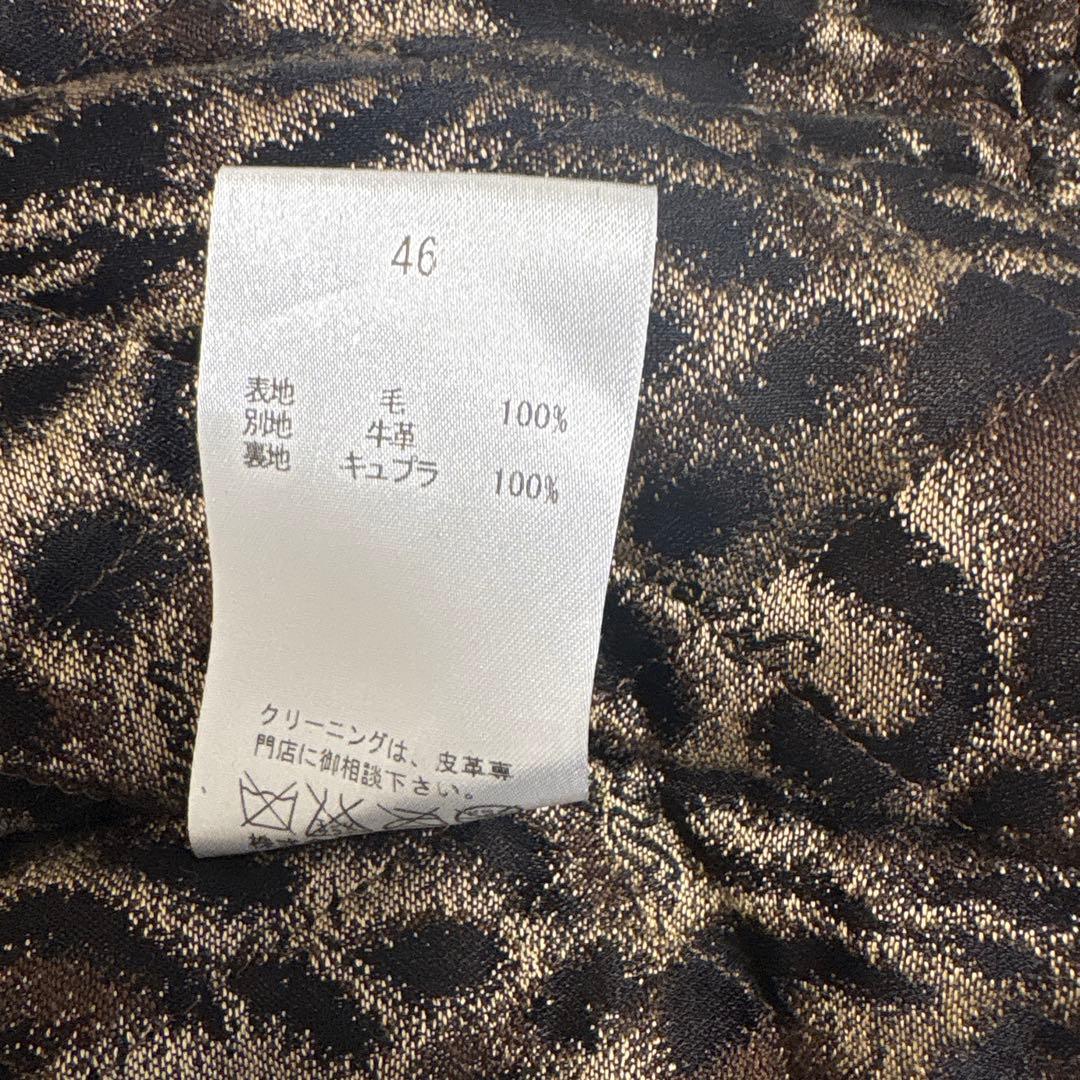 46
表地 毛 100%
別地 牛革
裏地 キュプラ 100%
クリーニングは、皮革専
門店に御相談下さい。